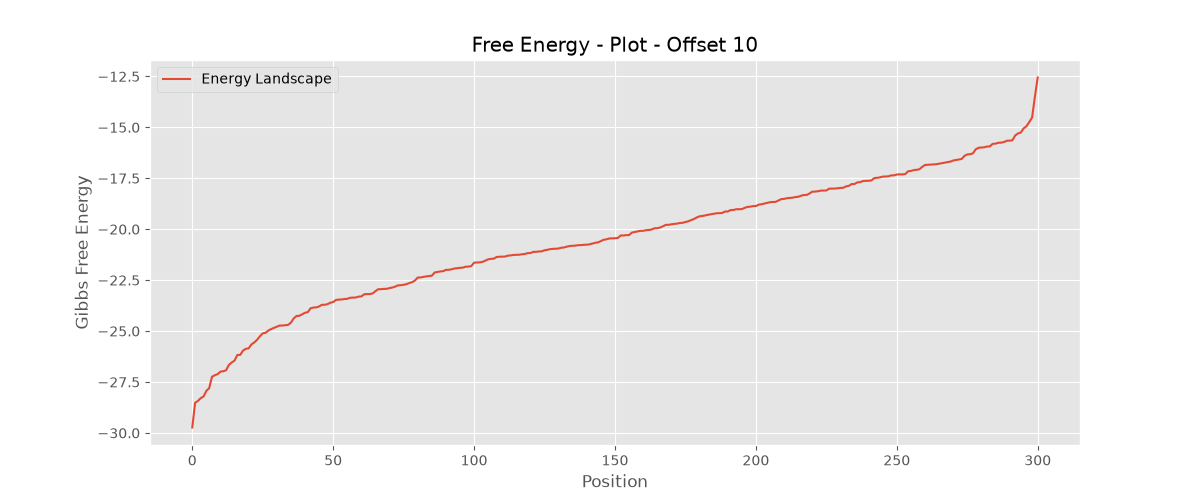 Free Energy - Plot - Offset 10
Energy Landscape
Gibbs Free Energy
−12.5
−15.0
−17.5
−20.0
−22.5
−25.0
−27.5
−30.0
0 50 100 150 200 250 300
Position